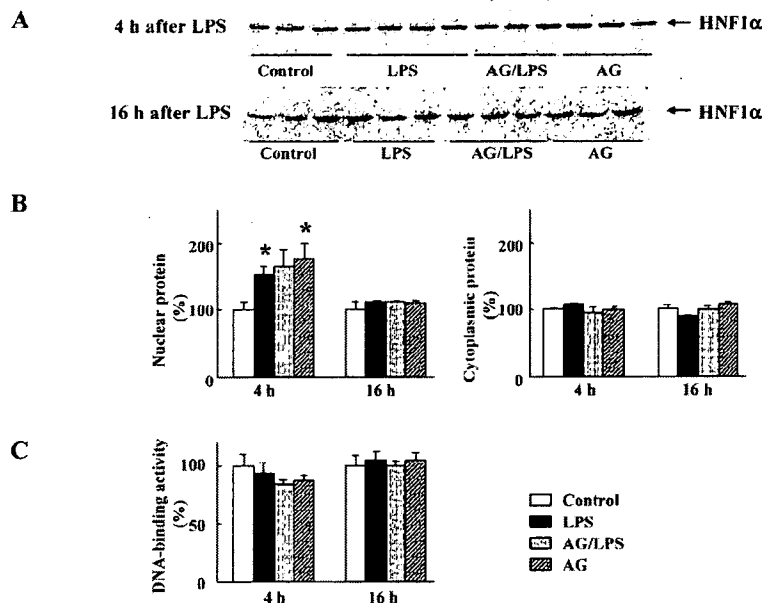 A
4 h after LPS
HNF1α
Control LPS AG/LPS AG
16 h after LPS
HNF1α
Control LPS AG/LPS AG
B
Nuclear protein
(%)
200
100
0
* *
4 h 16 h
Cytoplasmic protein
(%)
200
100
0
4 h 16 h
C
DNA-binding activity
(%)
100
50
0
4 h 16 h
Control
LPS
AG/LPS
AG